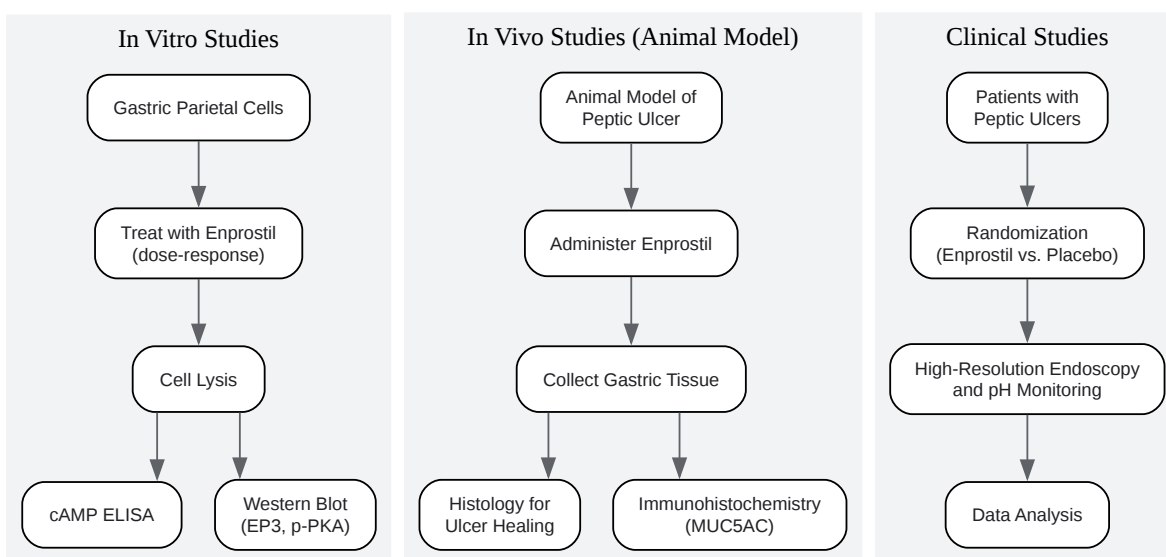 In Vitro Studies
Gastric Parietal Cells
Treat with Enprostil
(dose-response)
Cell Lysis
cAMP ELISA
Western Blot
(EP3, p-PKA)
In Vivo Studies (Animal Model)
Animal Model of
Peptic Ulcer
Administer Enprostil
Collect Gastric Tissue
Histology for
Ulcer Healing
Immunohistochemistry
(MUC5AC)
Clinical Studies
Patients with
Peptic Ulcers
Randomization
(Enprostil vs. Placebo)
High-Resolution Endoscopy
and pH Monitoring
Data Analysis